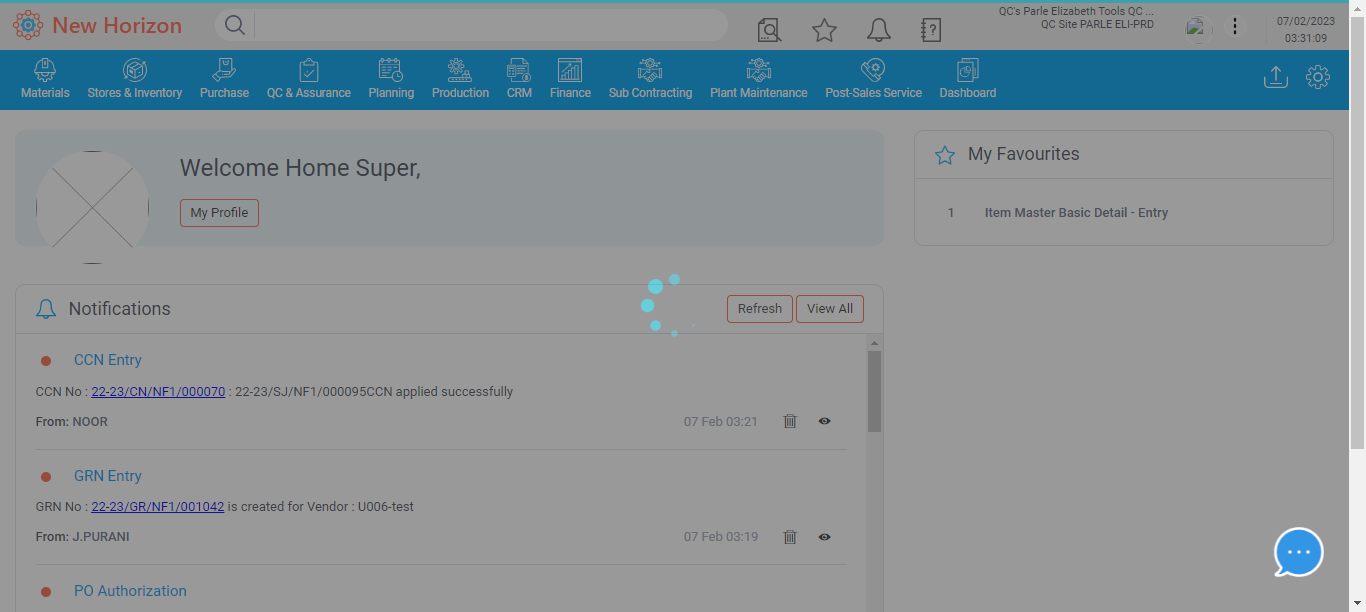 New Horizon
QC's Parle Elizabeth Tools QC ...
QC Site PARLE ELI-PRD
07/02/2023
03:31:09
Materials
Stores & Inventory
Purchase
QC & Assurance
Planning
Production
CRM
Finance
Sub Contracting
Plant Maintenance
Post-Sales Service
Dashboard
Welcome Home Super,
My Profile
My Favourites
1 Item Master Basic Detail - Entry
Notifications
Refresh
View All
CCN Entry
CCN No : 22-23/CN/NF1/000070 : 22-23/SJ/NF1/000095CCN applied successfully
From: NOOR
07 Feb 03:21
GRN Entry
GRN No : 22-23/GR/NF1/001042 is created for Vendor : U006-test
From: J.PURANI
07 Feb 03:19
PO Authorization